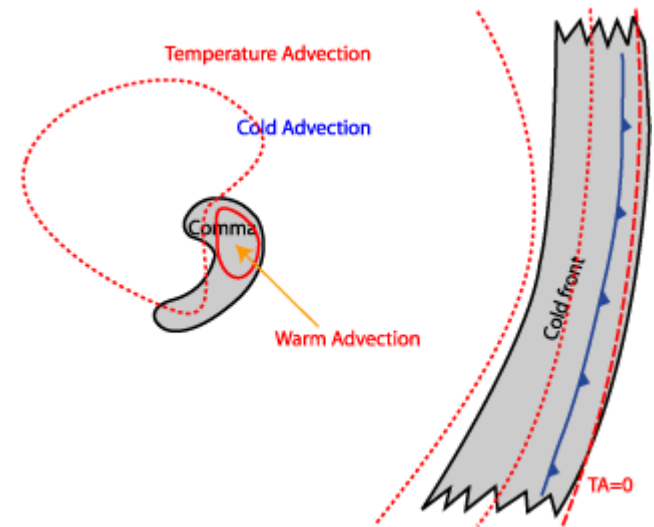 Temperature Advection
Cold Advection
Comma
Warm Advection
Cold front
TA=0